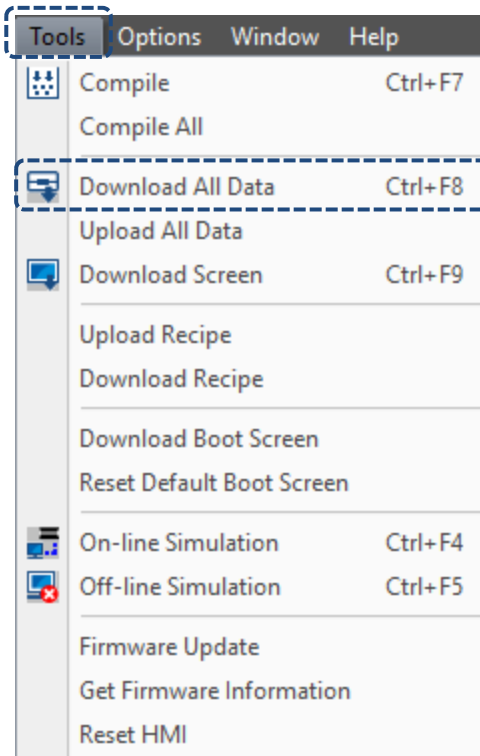 Tools Options Window Help
Compile Ctrl+F7
Compile All
Download All Data Ctrl+F8
Upload All Data
Download Screen Ctrl+F9
Upload Recipe
Download Recipe
Download Boot Screen
Reset Default Boot Screen
On-line Simulation Ctrl+F4
Off-line Simulation Ctrl+F5
Firmware Update
Get Firmware Information
Reset HMI